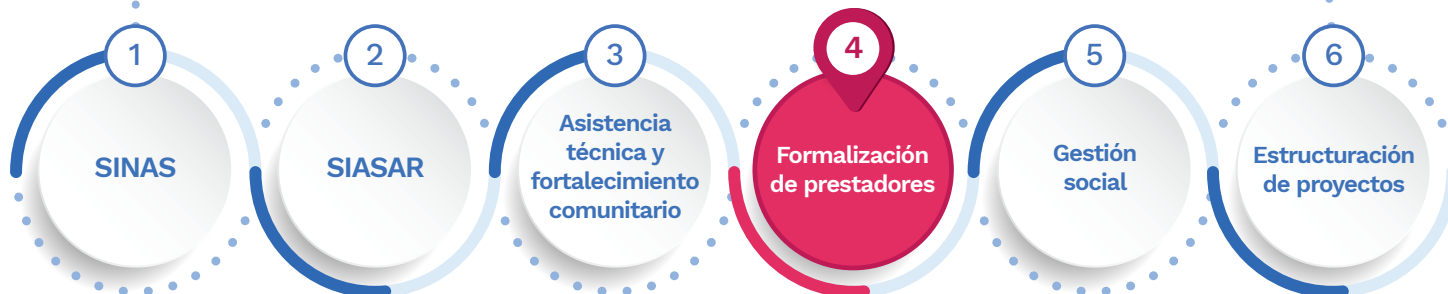 1
SINAS
2
SIASAR
3
Asistencia
técnica y
fortalecimiento
comunitario
4
Formalización
de prestadores
5
Gestión
social
6
Estructuración
de proyectos